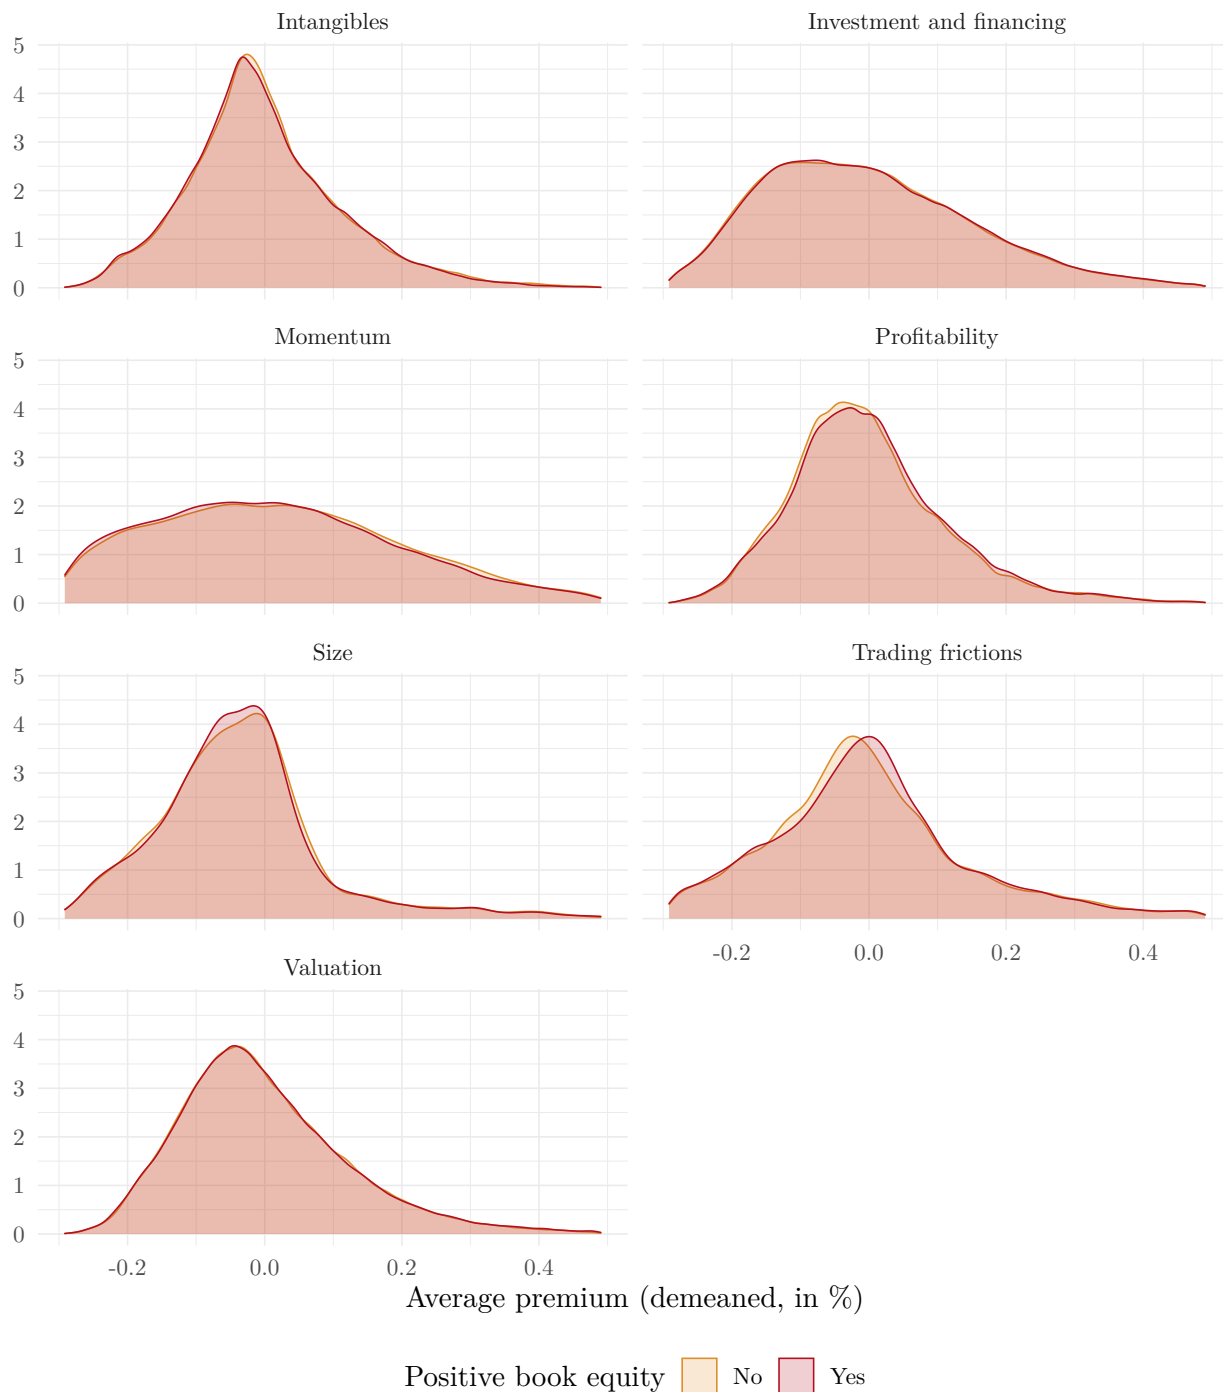 Intangibles
Investment and financing
5
4
3
2
1
0
Momentum
Profitability
5
4
3
2
1
0
Size
Trading frictions
5
4
3
2
1
0
-0.2 0.0 0.2 0.4
Valuation
5
4
3
2
1
0
-0.2 0.0 0.2 0.4
Average premium (demeaned, in %)
Positive book equity No Yes